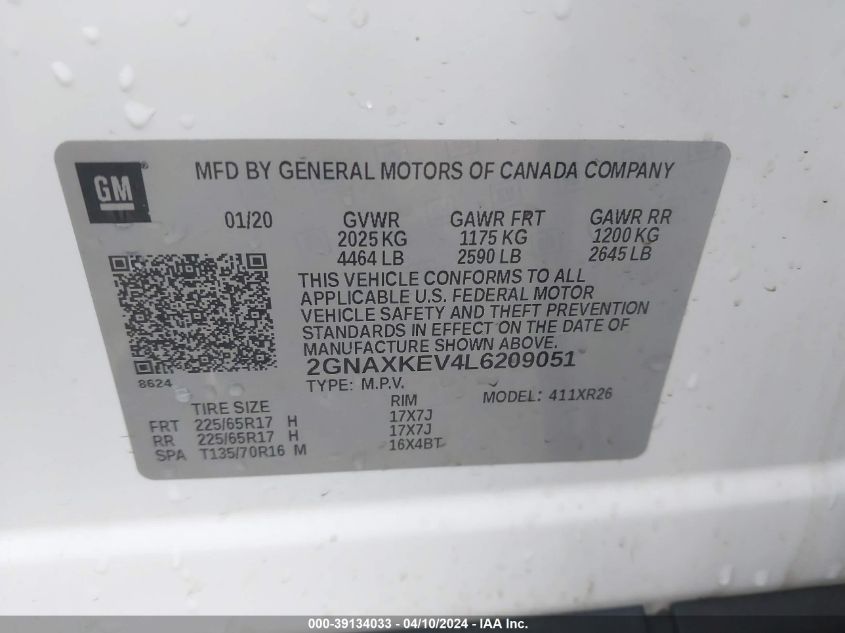 GM®
MFD BY GENERAL MOTORS OF CANADA COMPANY
01/20 GVWR GAWR FRT GAWR RR
2025 KG 1175 KG 1200 KG
4464 LB 2590 LB 2645 LB
THIS VEHICLE CONFORMS TO ALL
APPLICABLE U.S. FEDERAL MOTOR
VEHICLE SAFETY AND THEFT PREVENTION
STANDARDS IN EFFECT ON THE DATE OF
MANUFACTURE SHOWN ABOVE.
2GNAXKEV4L6209051
8624 TYPE: M.P.V. MODEL: 411XR26
TIRE SIZE RIM
FRT 225/65R17 H 17X7J
RR 225/65R17 H 17X7J
SPA T135/70R16 M 16X4BT
000-39134033 - 04/10/2024 - IAA Inc.